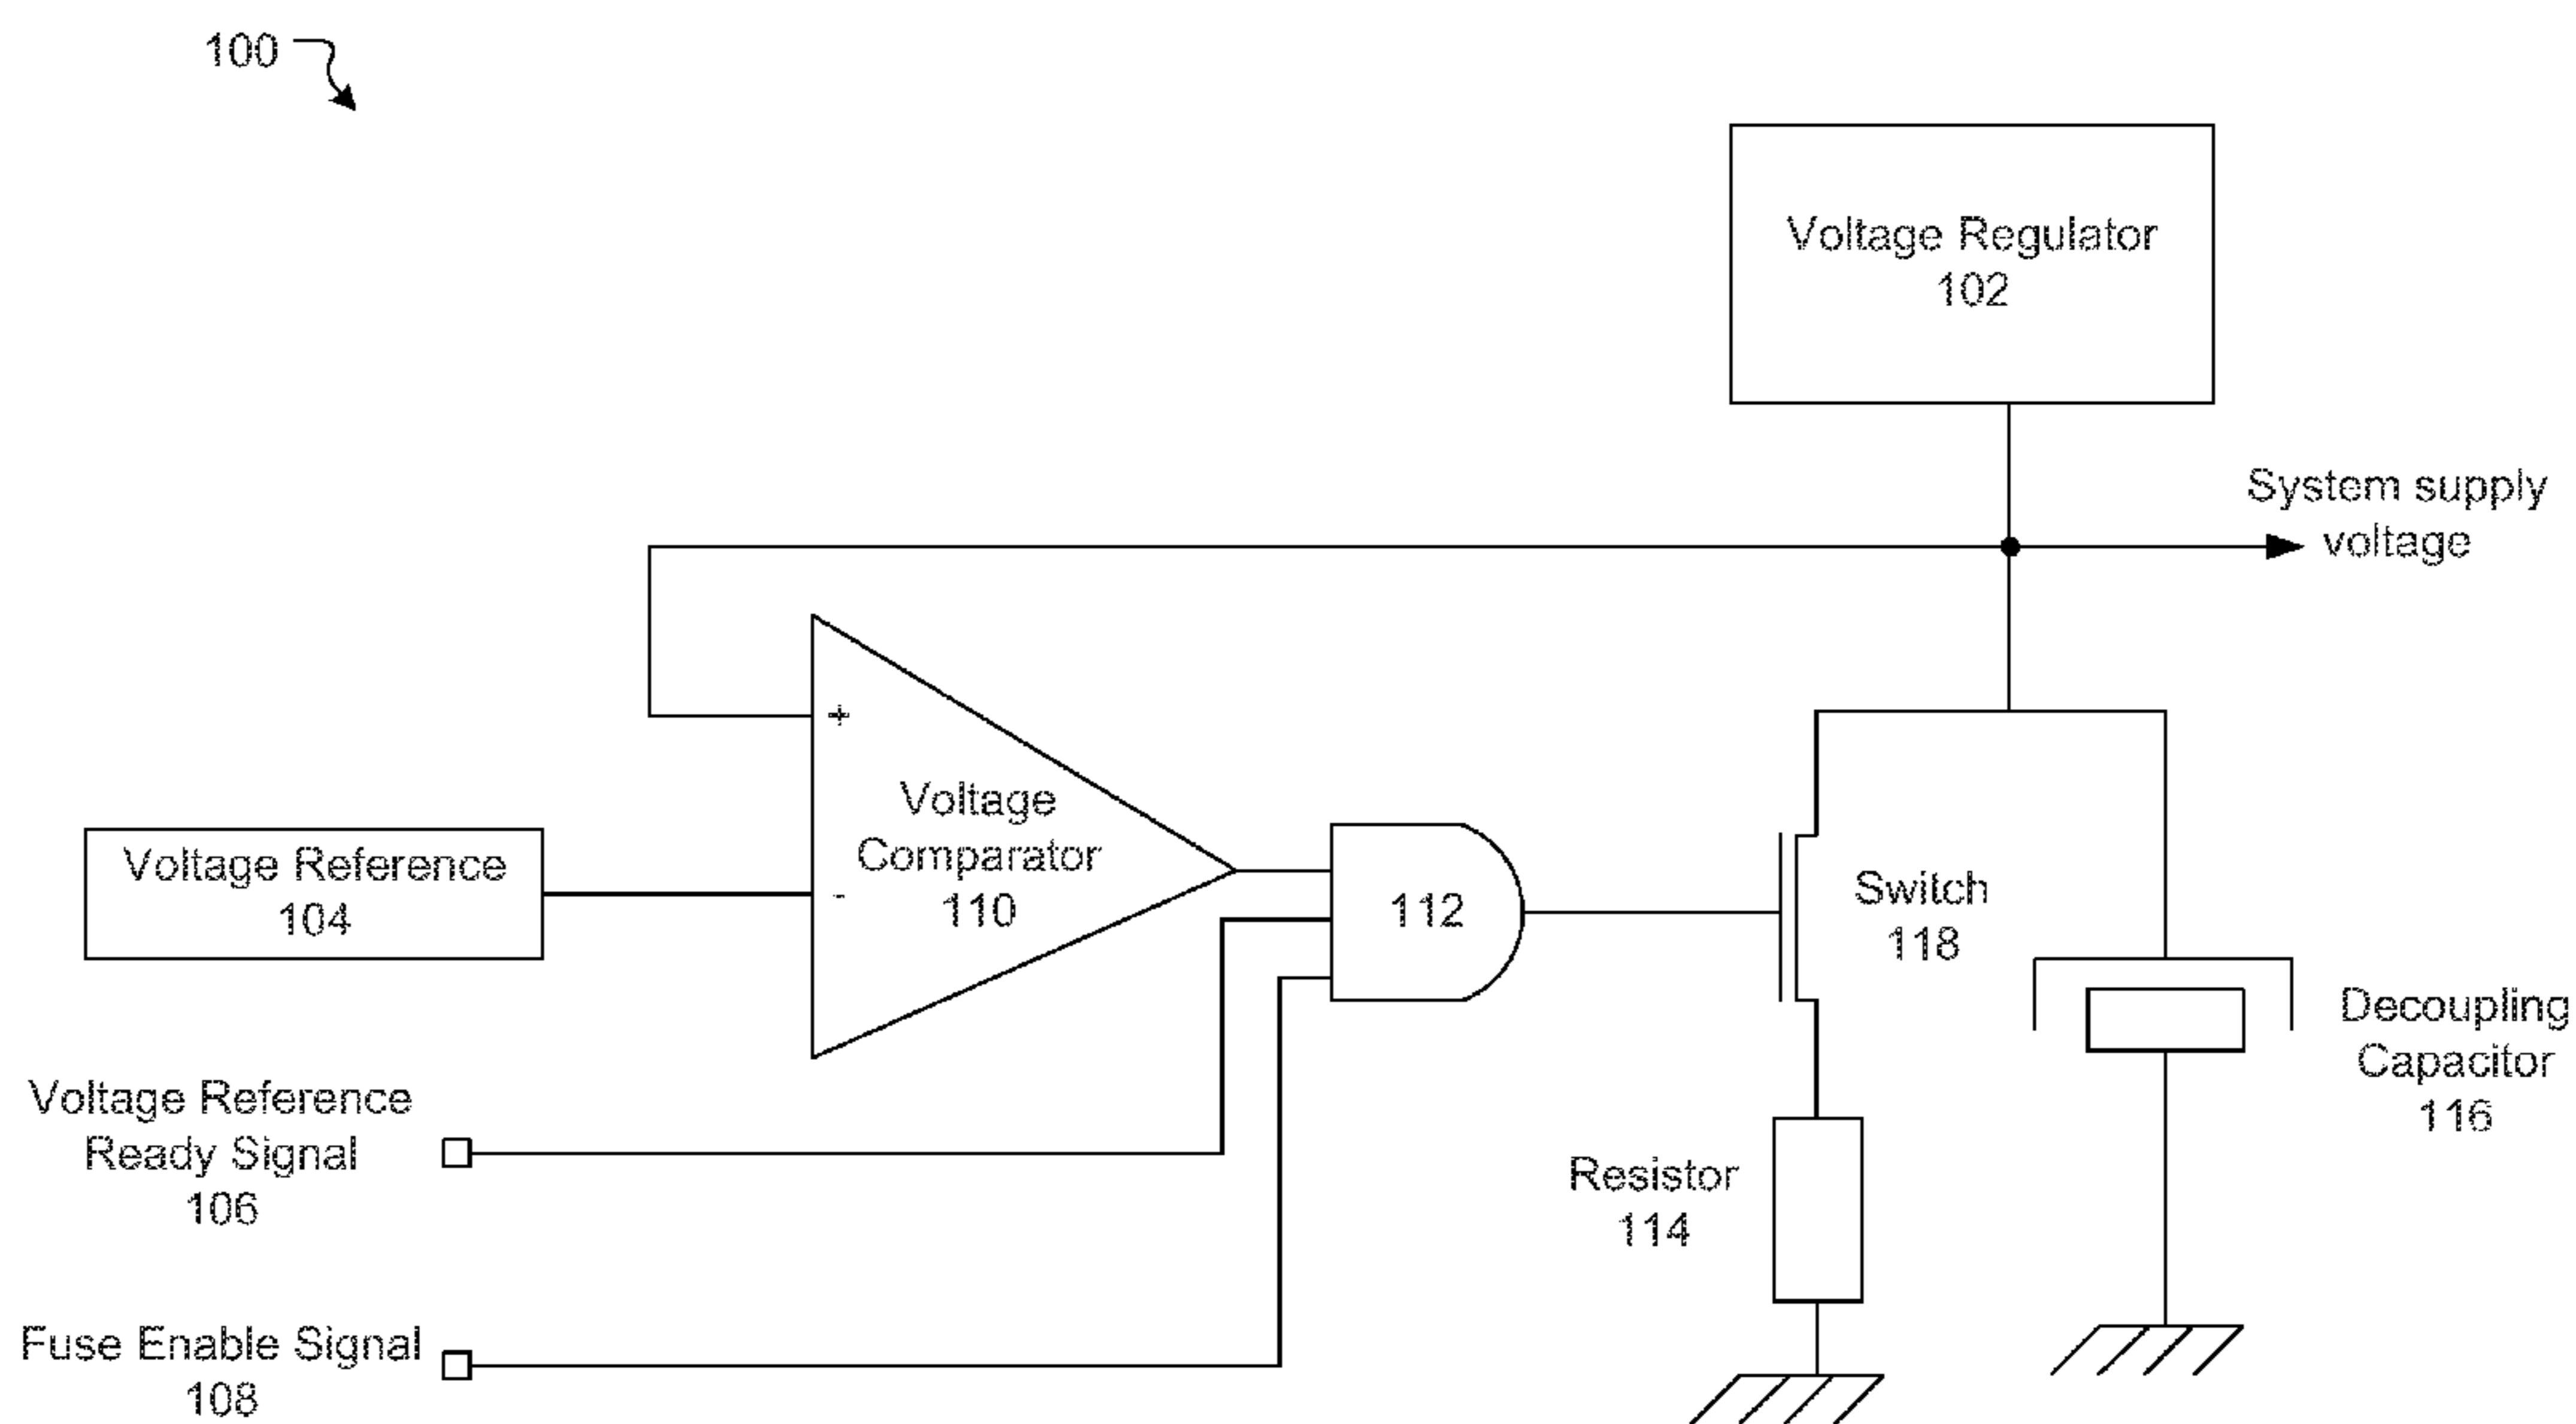 100
Voltage Regulator
102
System supply
voltage
+
Voltage
Comparator
110
-
Voltage Reference
104
112
Switch
118
Decoupling
Capacitor
116
Voltage Reference
Ready Signal
106
Resistor
114
Fuse Enable Signal
108